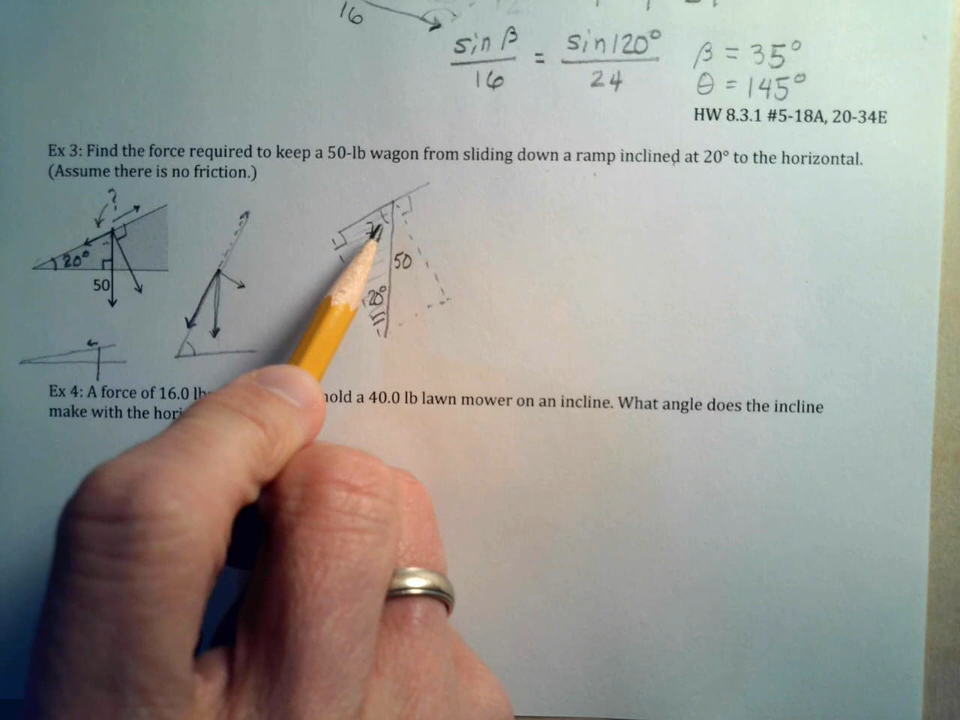 16
sin β / 16 = sin 120° / 24 β = 35°
θ = 145°
HW 8.3.1 #5-18A, 20-34E
Ex 3: Find the force required to keep a 50-lb wagon from sliding down a ramp inclined at 20° to the horizontal.
(Assume there is no friction.)
?
20°
50
50
20°
Ex 4: A force of 16.0 hold a 40.0 lb lawn mower on an incline. What angle does the incline
make with the